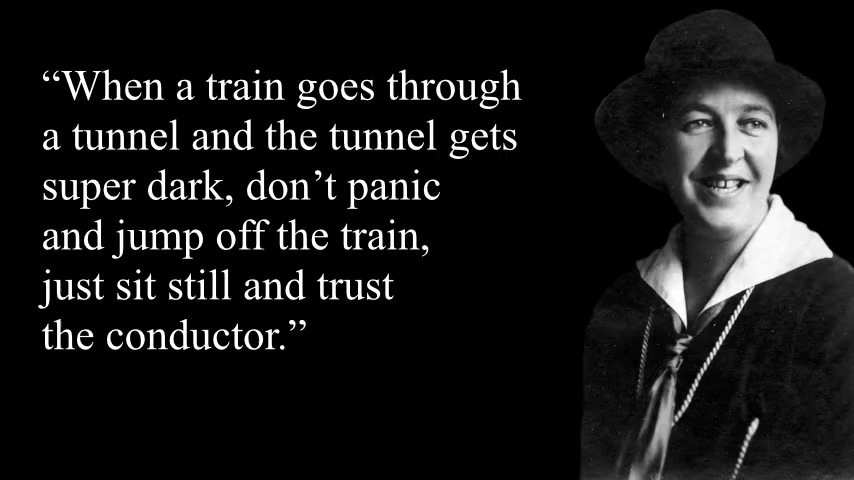 “When a train goes through
a tunnel and the tunnel gets
super dark, don’t panic
and jump off the train,
just sit still and trust
the conductor.”